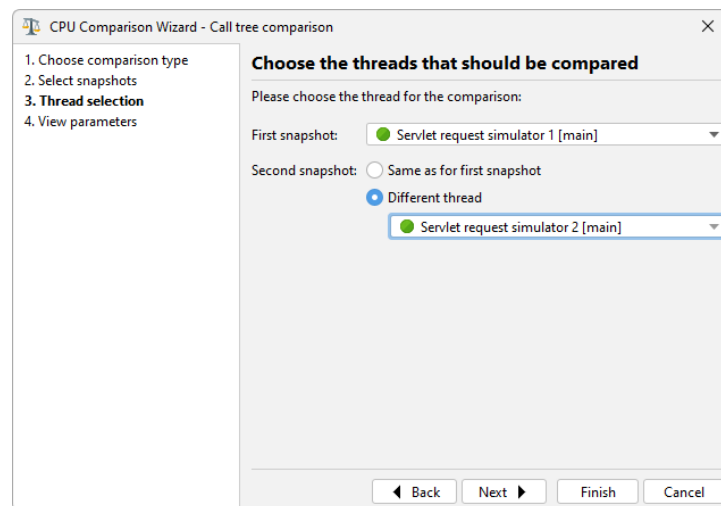 CPU Comparison Wizard - Call tree comparison
1. Choose comparison type
2. Select snapshots
3. Thread selection
4. View parameters
Choose the threads that should be compared
Please choose the thread for the comparison:
First snapshot: Servlet request simulator 1 [main]
Second snapshot: Same as for first snapshot
Different thread
Servlet request simulator 2 [main]
Back Next Finish Cancel